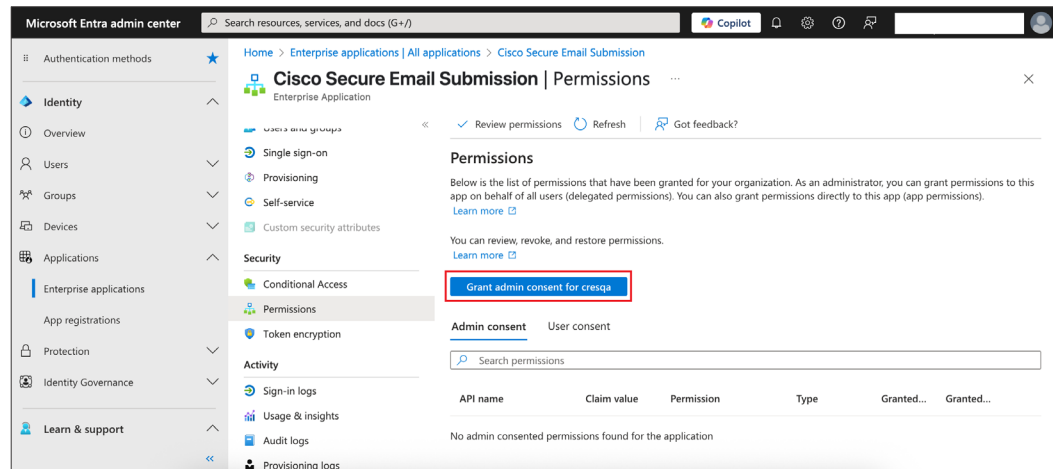 Microsoft Entra admin center
Search resources, services, and docs (G+/)
Copilot
Authentication methods
Identity
Overview
Users
Groups
Devices
Applications
Enterprise applications
App registrations
Protection
Identity Governance
Learn & support
Home > Enterprise applications | All applications > Cisco Secure Email Submission
Cisco Secure Email Submission | Permissions ...
Enterprise Application
Users and groups
Single sign-on
Provisioning
Self-service
Custom security attributes
Security
Conditional Access
Permissions
Token encryption
Activity
Sign-in logs
Usage & insights
Audit logs
Provisioning logs
Review permissions
Refresh
Got feedback?
Permissions
Below is the list of permissions that have been granted for your organization. As an administrator, you can grant permissions to this
app on behalf of all users (delegated permissions). You can also grant permissions directly to this app (app permissions).
Learn more
You can review, revoke, and restore permissions.
Learn more
Grant admin consent for cresqa
Admin consent User consent
Search permissions
API name Claim value Permission Type Granted... Granted...
No admin consented permissions found for the application